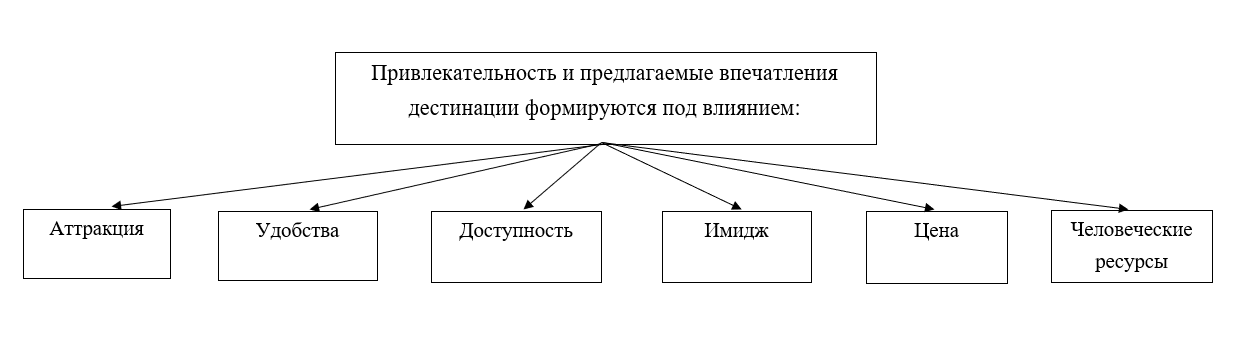 Привлекательность и предлагаемые впечатления
дестинации формируются под влиянием:
Аттракция
Удобства
Доступность
Имидж
Цена
Человеческие
ресурсы